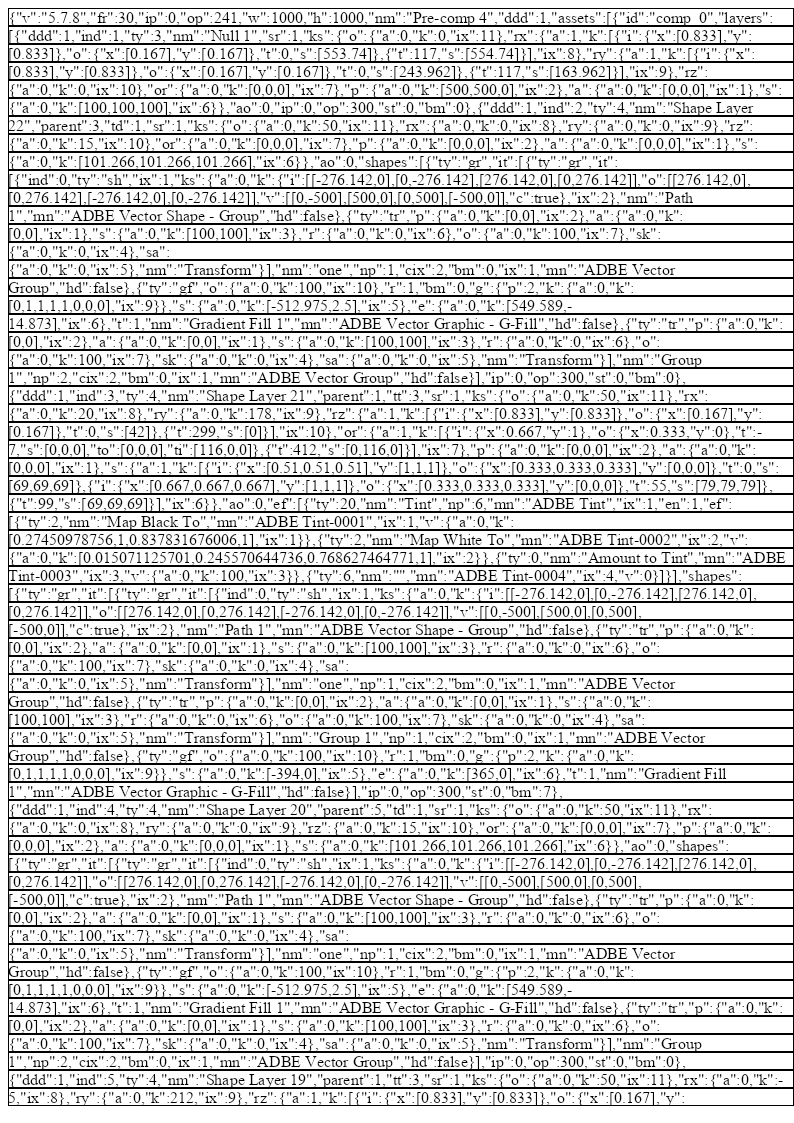 {"v":"5.7.8","fr":30,"ip":0,"op":241,"w":1000,"h":1000,"nm":"Pre-comp 4","ddd":1,"assets":[{"id":"comp_0","layers":
[{"ddd":1,"ind":1,"ty":3,"nm":"Null 1","sr":1,"ks":{"o":{"a":0,"k":0,"ix":11},"rx":{"a":1,"k":[{"i":{"x":[0.833],"y":
[0.833]},"o":{"x":[0.167],"y":[0.167]},"t":0,"s":[553.74]},{"t":117,"s":[554.74]}],"ix":8},"ry":{"a":1,"k":[{"i":{"x":
[0.833],"y":[0.833]},"o":{"x":[0.167],"y":[0.167]},"t":0,"s":[243.962]},{"t":117,"s":[163.962]}],"ix":9},"rz":
{"a":0,"k":0,"ix":10},"or":{"a":0,"k":[0,0,0],"ix":7},"p":{"a":0,"k":[500,500,0],"ix":2},"a":{"a":0,"k":[0,0,0],"ix":1},"s":
{"a":0,"k":[100,100,100],"ix":6}},"ao":0,"ip":0,"op":300,"st":0,"bm":0},{"ddd":1,"ind":2,"ty":4,"nm":"Shape Layer
22","parent":3,"td":1,"sr":1,"ks":{"o":{"a":0,"k":50,"ix":11},"rx":{"a":0,"k":0,"ix":8},"ry":{"a":0,"k":0,"ix":9},"rz":
{"a":0,"k":15,"ix":10},"or":{"a":0,"k":[0,0,0],"ix":7},"p":{"a":0,"k":[0,0,0],"ix":2},"a":{"a":0,"k":[0,0,0],"ix":1},"s":
{"a":0,"k":[101.266,101.266,101.266],"ix":6}},"ao":0,"shapes":[{"ty":"gr","it":[{"ty":"gr","it":
[{"ind":0,"ty":"sh","ix":1,"ks":{"a":0,"k":{"i":[[-276.142,0],[0,-276.142],[276.142,0],[0,276.142]],"o":[[276.142,0],
[0,276.142],[-276.142,0],[0,-276.142]],"v":[[0,-500],[500,0],[0,500],[-500,0]],"c":true},"ix":2},"nm":"Path
1","mn":"ADBE Vector Shape - Group","hd":false},{"ty":"tr","p":{"a":0,"k":[0,0],"ix":2},"a":{"a":0,"k":
[0,0],"ix":1},"s":{"a":0,"k":[100,100],"ix":3},"r":{"a":0,"k":0,"ix":6},"o":{"a":0,"k":100,"ix":7},"sk":
{"a":0,"k":0,"ix":4},"sa":
{"a":0,"k":0,"ix":5},"nm":"Transform"}],"nm":"one","np":1,"cix":2,"bm":0,"ix":1,"mn":"ADBE Vector
Group","hd":false},{"ty":"gf","o":{"a":0,"k":100,"ix":10},"r":1,"bm":0,"g":{"p":2,"k":{"a":0,"k":
[0,1,1,1,1,0,0,0],"ix":9}},"s":{"a":0,"k":[-512.975,2.5],"ix":5},"e":{"a":0,"k":[549.589,-
14.873],"ix":6},"t":1,"nm":"Gradient Fill 1","mn":"ADBE Vector Graphic - G-Fill","hd":false},{"ty":"tr","p":{"a":0,"k":
[0,0],"ix":2},"a":{"a":0,"k":[0,0],"ix":1},"s":{"a":0,"k":[100,100],"ix":3},"r":{"a":0,"k":0,"ix":6},"o":
{"a":0,"k":100,"ix":7},"sk":{"a":0,"k":0,"ix":4},"sa":{"a":0,"k":0,"ix":5},"nm":"Transform"}],"nm":"Group
1","np":2,"cix":2,"bm":0,"ix":1,"mn":"ADBE Vector Group","hd":false}],"ip":0,"op":300,"st":0,"bm":0},
{"ddd":1,"ind":3,"ty":4,"nm":"Shape Layer 21","parent":1,"tt":3,"sr":1,"ks":{"o":{"a":0,"k":50,"ix":11},"rx":
{"a":0,"k":20,"ix":8},"ry":{"a":0,"k":178,"ix":9},"rz":{"a":1,"k":[{"i":{"x":[0.833],"y":[0.833]},"o":{"x":[0.167],"y":
[0.167]},"t":0,"s":[42]},{"t":299,"s":[0]}],"ix":10},"or":{"a":1,"k":[{"i":{"x":0.667,"y":1},"o":{"x":0.333,"y":0},"t":-
7,"s":[0,0,0],"to":[0,0,0],"ti":[116,0,0]},{"t":412,"s":[0,116,0]}],"ix":7},"p":{"a":0,"k":[0,0,0],"ix":2},"a":{"a":0,"k":
[0,0,0],"ix":1},"s":{"a":1,"k":[{"i":{"x":[0.51,0.51,0.51],"y":[1,1,1]},"o":{"x":[0.333,0.333,0.333],"y":[0,0,0]},"t":0,"s":
[69,69,69]},{"i":{"x":[0.667,0.667,0.667],"y":[1,1,1]},"o":{"x":[0.333,0.333,0.333],"y":[0,0,0]},"t":55,"s":[79,79,79]},
{"t":99,"s":[69,69,69]}],"ix":6}},"ao":0,"ef":[{"ty":20,"nm":"Tint","np":6,"mn":"ADBE Tint","ix":1,"en":1,"ef":
[{"ty":2,"nm":"Map Black To","mn":"ADBE Tint-0001","ix":1,"v":{"a":0,"k":
[0.27450978756,1,0.837831676006,1],"ix":1}},{"ty":2,"nm":"Map White To","mn":"ADBE Tint-0002","ix":2,"v":
{"a":0,"k":[0.015071125701,0.245570644736,0.768627464771,1],"ix":2}},{"ty":0,"nm":"Amount to Tint","mn":"ADBE
Tint-0003","ix":3,"v":{"a":0,"k":100,"ix":3}},{"ty":6,"nm":"","mn":"ADBE Tint-0004","ix":4,"v":0}]}],"shapes":
[{"ty":"gr","it":[{"ty":"gr","it":[{"ind":0,"ty":"sh","ix":1,"ks":{"a":0,"k":{"i":[[-276.142,0],[0,-276.142],[276.142,0],
[0,276.142]],"o":[[276.142,0],[0,276.142],[-276.142,0],[0,-276.142]],"v":[[0,-500],[500,0],[0,500],
[-500,0]],"c":true},"ix":2},"nm":"Path 1","mn":"ADBE Vector Shape - Group","hd":false},{"ty":"tr","p":{"a":0,"k":
[0,0],"ix":2},"a":{"a":0,"k":[0,0],"ix":1},"s":{"a":0,"k":[100,100],"ix":3},"r":{"a":0,"k":0,"ix":6},"o":
{"a":0,"k":100,"ix":7},"sk":{"a":0,"k":0,"ix":4},"sa":
{"a":0,"k":0,"ix":5},"nm":"Transform"}],"nm":"one","np":1,"cix":2,"bm":0,"ix":1,"mn":"ADBE Vector
Group","hd":false},{"ty":"tr","p":{"a":0,"k":[0,0],"ix":2},"a":{"a":0,"k":[0,0],"ix":1},"s":{"a":0,"k":
[100,100],"ix":3},"r":{"a":0,"k":0,"ix":6},"o":{"a":0,"k":100,"ix":7},"sk":{"a":0,"k":0,"ix":4},"sa":
{"a":0,"k":0,"ix":5},"nm":"Transform"}],"nm":"Group 1","np":1,"cix":2,"bm":0,"ix":1,"mn":"ADBE Vector
Group","hd":false},{"ty":"gf","o":{"a":0,"k":100,"ix":10},"r":1,"bm":0,"g":{"p":2,"k":{"a":0,"k":
[0,1,1,1,1,0,0,0],"ix":9}},"s":{"a":0,"k":[-394,0],"ix":5},"e":{"a":0,"k":[365,0],"ix":6},"t":1,"nm":"Gradient Fill
1","mn":"ADBE Vector Graphic - G-Fill","hd":false}],"ip":0,"op":300,"st":0,"bm":7},
{"ddd":1,"ind":4,"ty":4,"nm":"Shape Layer 20","parent":5,"td":1,"sr":1,"ks":{"o":{"a":0,"k":50,"ix":11},"rx":
{"a":0,"k":0,"ix":8},"ry":{"a":0,"k":0,"ix":9},"rz":{"a":0,"k":15,"ix":10},"or":{"a":0,"k":[0,0,0],"ix":7},"p":{"a":0,"k":
[0,0,0],"ix":2},"a":{"a":0,"k":[0,0,0],"ix":1},"s":{"a":0,"k":[101.266,101.266,101.266],"ix":6}},"ao":0,"shapes":
[{"ty":"gr","it":[{"ty":"gr","it":[{"ind":0,"ty":"sh","ix":1,"ks":{"a":0,"k":{"i":[[-276.142,0],[0,-276.142],[276.142,0],
[0,276.142]],"o":[[276.142,0],[0,276.142],[-276.142,0],[0,-276.142]],"v":[[0,-500],[500,0],[0,500],
[-500,0]],"c":true},"ix":2},"nm":"Path 1","mn":"ADBE Vector Shape - Group","hd":false},{"ty":"tr","p":{"a":0,"k":
[0,0],"ix":2},"a":{"a":0,"k":[0,0],"ix":1},"s":{"a":0,"k":[100,100],"ix":3},"r":{"a":0,"k":0,"ix":6},"o":
{"a":0,"k":100,"ix":7},"sk":{"a":0,"k":0,"ix":4},"sa":
{"a":0,"k":0,"ix":5},"nm":"Transform"}],"nm":"one","np":1,"cix":2,"bm":0,"ix":1,"mn":"ADBE Vector
Group","hd":false},{"ty":"gf","o":{"a":0,"k":100,"ix":10},"r":1,"bm":0,"g":{"p":2,"k":{"a":0,"k":
[0,1,1,1,1,0,0,0],"ix":9}},"s":{"a":0,"k":[-512.975,2.5],"ix":5},"e":{"a":0,"k":[549.589,-
14.873],"ix":6},"t":1,"nm":"Gradient Fill 1","mn":"ADBE Vector Graphic - G-Fill","hd":false},{"ty":"tr","p":{"a":0,"k":
[0,0],"ix":2},"a":{"a":0,"k":[0,0],"ix":1},"s":{"a":0,"k":[100,100],"ix":3},"r":{"a":0,"k":0,"ix":6},"o":
{"a":0,"k":100,"ix":7},"sk":{"a":0,"k":0,"ix":4},"sa":{"a":0,"k":0,"ix":5},"nm":"Transform"}],"nm":"Group
1","np":2,"cix":2,"bm":0,"ix":1,"mn":"ADBE Vector Group","hd":false}],"ip":0,"op":300,"st":0,"bm":0},
{"ddd":1,"ind":5,"ty":4,"nm":"Shape Layer 19","parent":1,"tt":3,"sr":1,"ks":{"o":{"a":0,"k":50,"ix":11},"rx":{"a":0,"k":-
5,"ix":8},"ry":{"a":0,"k":212,"ix":9},"rz":{"a":1,"k":[{"i":{"x":[0.833],"y":[0.833]},"o":{"x":[0.167],"y":